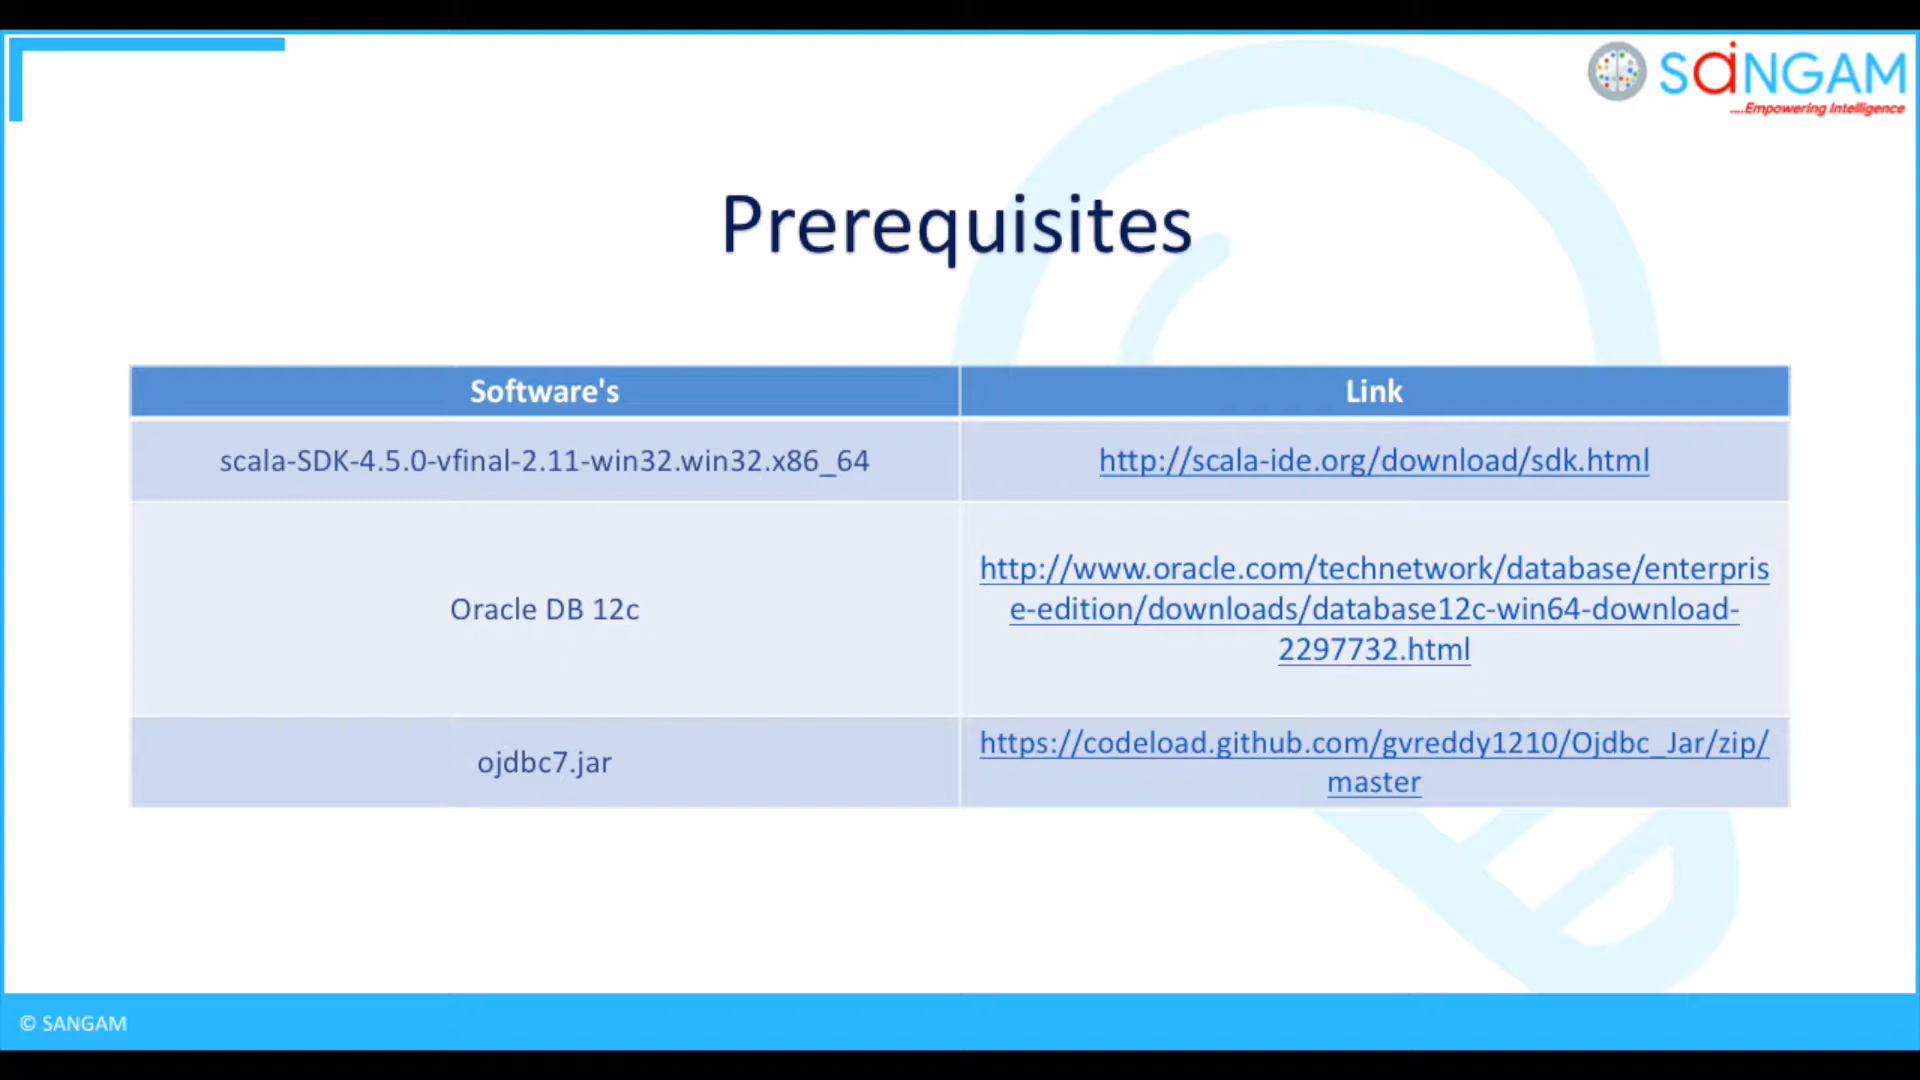 SaiNGAM
....Empowering Intelligence
Prerequisites
Software's
Link
scala-SDK-4.5.0-vfinal-2.11-win32.win32.x86_64
http://scala-ide.org/download/sdk.html
Oracle DB 12c
http://www.oracle.com/technetwork/database/enterpris
e-edition/downloads/database12c-win64-download-
2297732.html
ojdbc7.jar
https://codeload.github.com/gvreddy1210/Ojdbc_Jar/zip/
master
© SANGAM